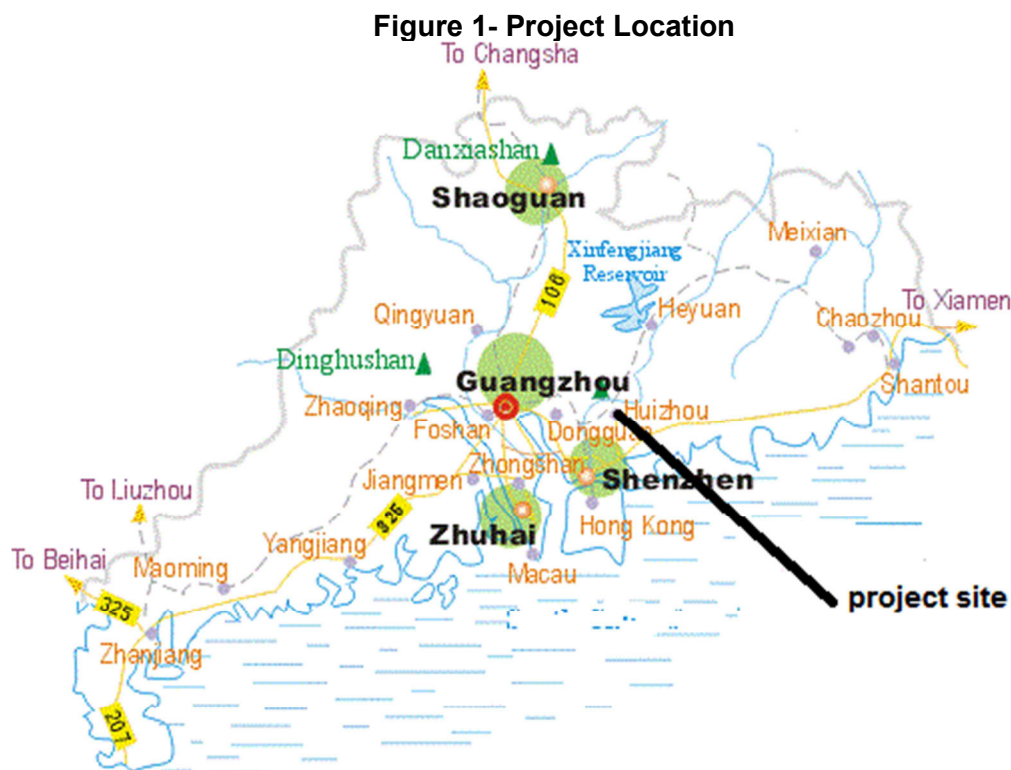 Figure 1- Project Location
To Changsha
Danxiashan
Shaoguan
Meixian
Xinfengjiang
Reservoir
106
To Xiamen
Heyuan
Qingyuan
Chaozhou
Dinghushan
Guangzhou
Shantou
Zhaoqing
Huizhou
Foshan
Dongguan
Zhongshan
Jiangmen
Shenzhen
To Liuzhou
325
Hong Kong
Zhuhai
Yangjiang
To Beihai
Maoming
Macau
project site
325
Zhanjiang
207